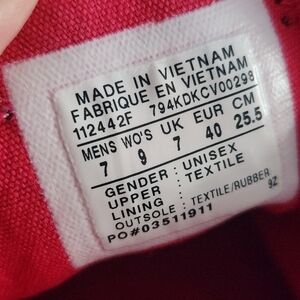 MADE IN VIETNAM
FABRIQUE EN VIETNAM
112442F 794KDKCV00298
MENS WO'S UK EUR CM
7 9 7 40 25.5
GENDER : UNISEX
UPPER : TEXTILE
LINING :
OUTSOLE : TEXTILE/RUBBER
PO#03511911 9Z